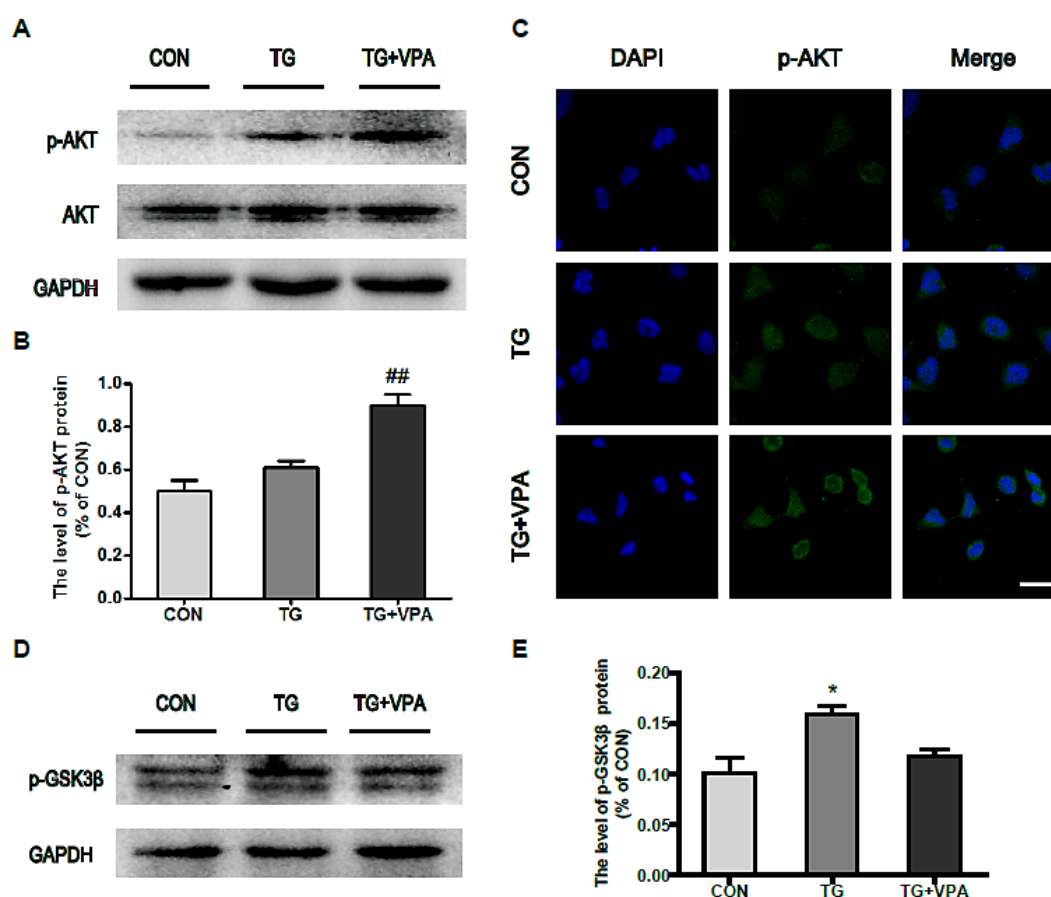 A
CON TG TG+VPA
p-AKT
AKT
GAPDH
B
The level of p-AKT protein
(% of CON)
1.0
0.8
0.6
0.4
0.2
0.0
##
CON TG TG+VPA
C
DAPI p-AKT Merge
CON
TG
TG+VPA
D
CON TG TG+VPA
p-GSK3β
GAPDH
E
The level of p-GSK3β protein
(% of CON)
0.20
0.15
0.10
0.05
0.00
*
CON TG TG+VPA